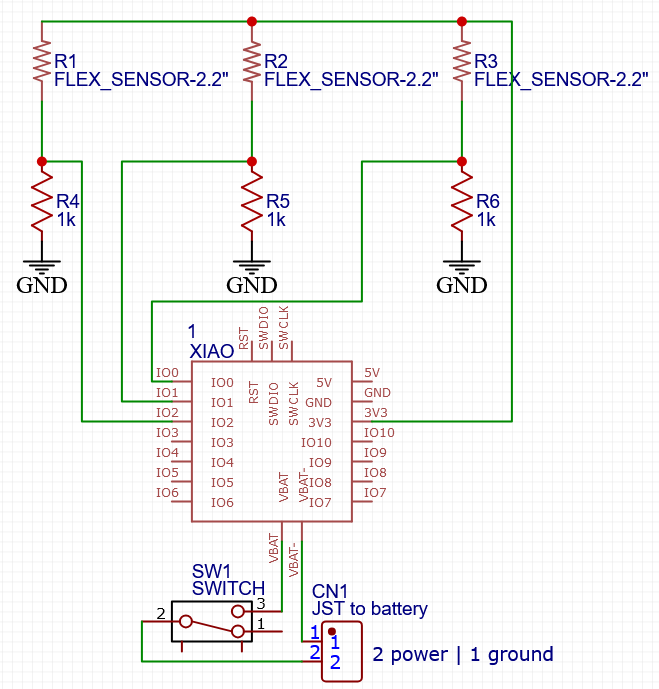 R1
FLEX_SENSOR-2.2"
R2
FLEX_SENSOR-2.2"
R3
FLEX_SENSOR-2.2"
R4
1k
R5
1k
R6
1k
GND
GND
GND
1
XIAO
RST
SWDIO
SWCLK
IO0
IO1
IO2
IO3
IO4
IO5
IO6
IO0
IO1
IO2
IO3
IO4
IO5
IO6
RST
SWDIO
SWCLK
5V
GND
3V3
IO10
IO9
IO8
IO7
VBAT
VBAT-
5V
GND
3V3
IO10
IO9
IO8
IO7
VBAT
VBAT-
SW1
SWITCH
2
3
1
CN1
JST to battery
1
2
1
2
2 power | 1 ground